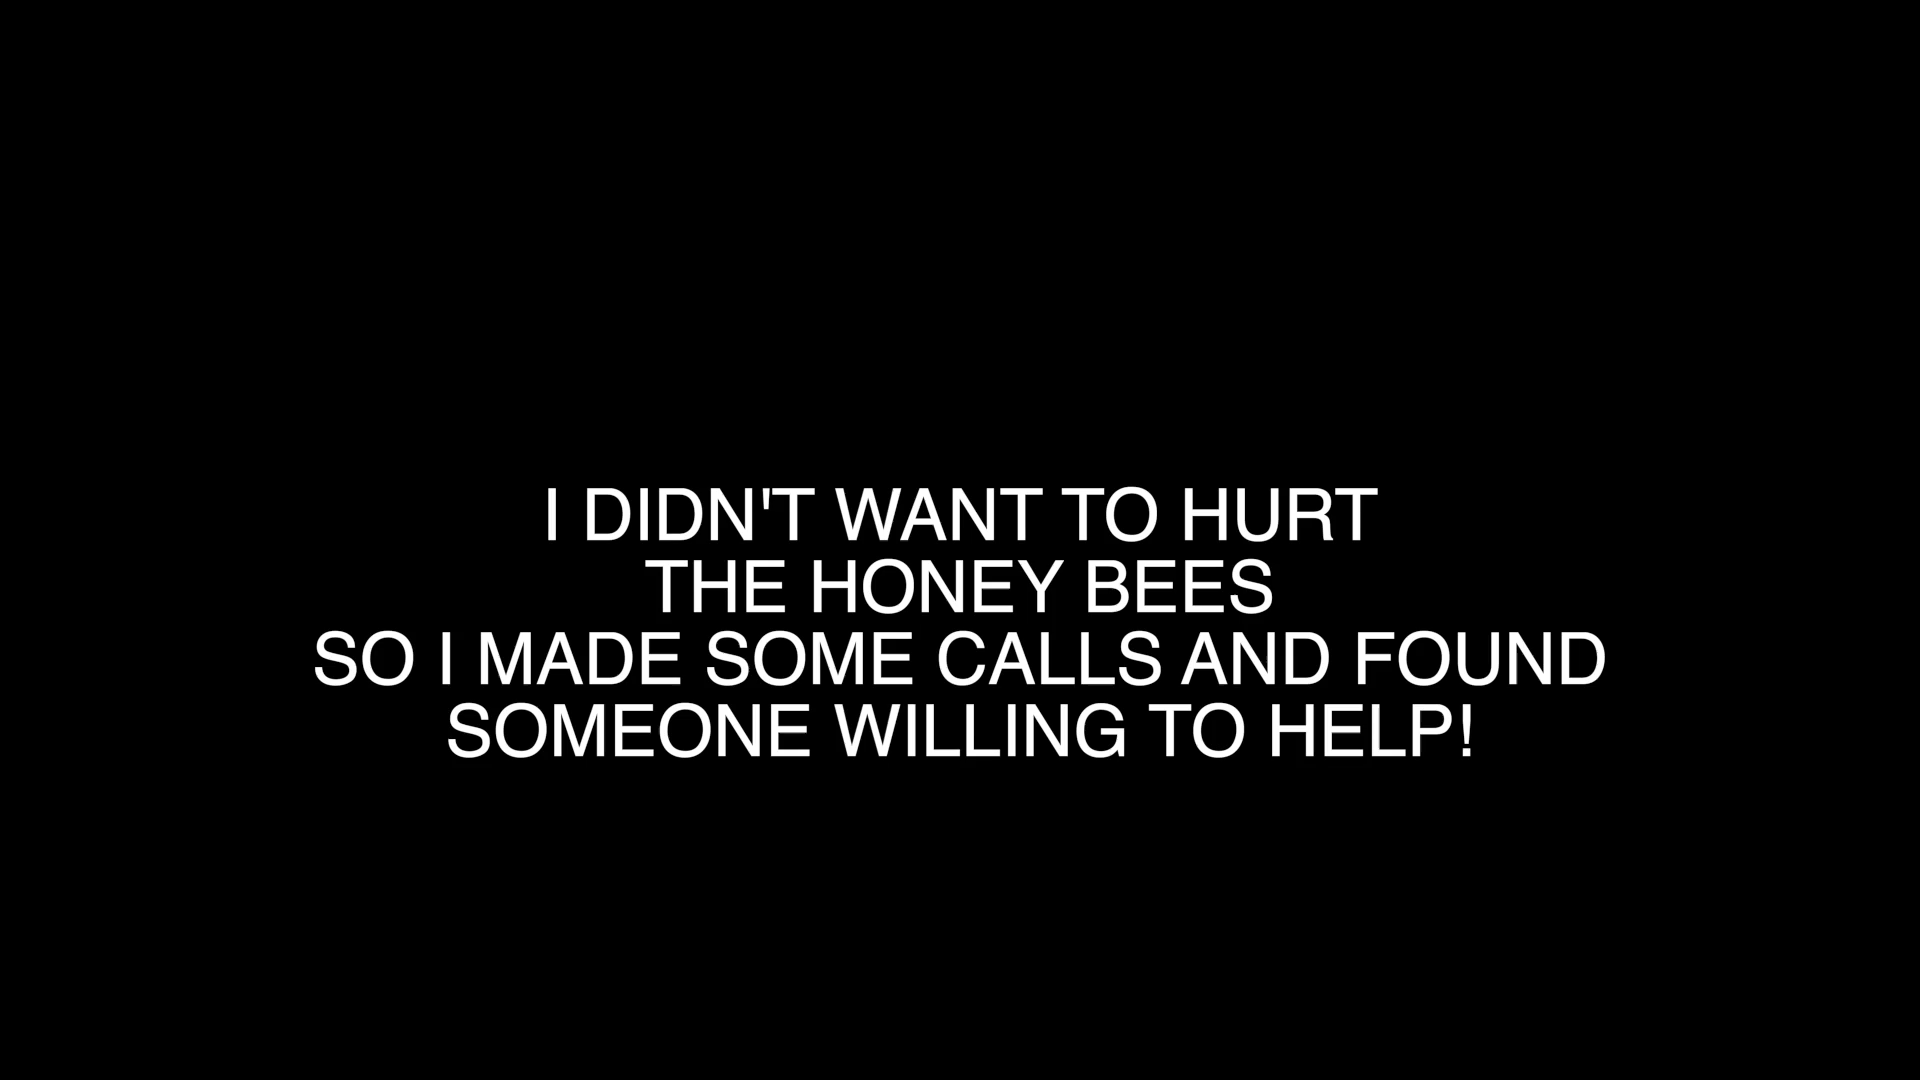 I DIDN'T WANT TO HURT
THE HONEY BEES
SO I MADE SOME CALLS AND FOUND
SOMEONE WILLING TO HELP!